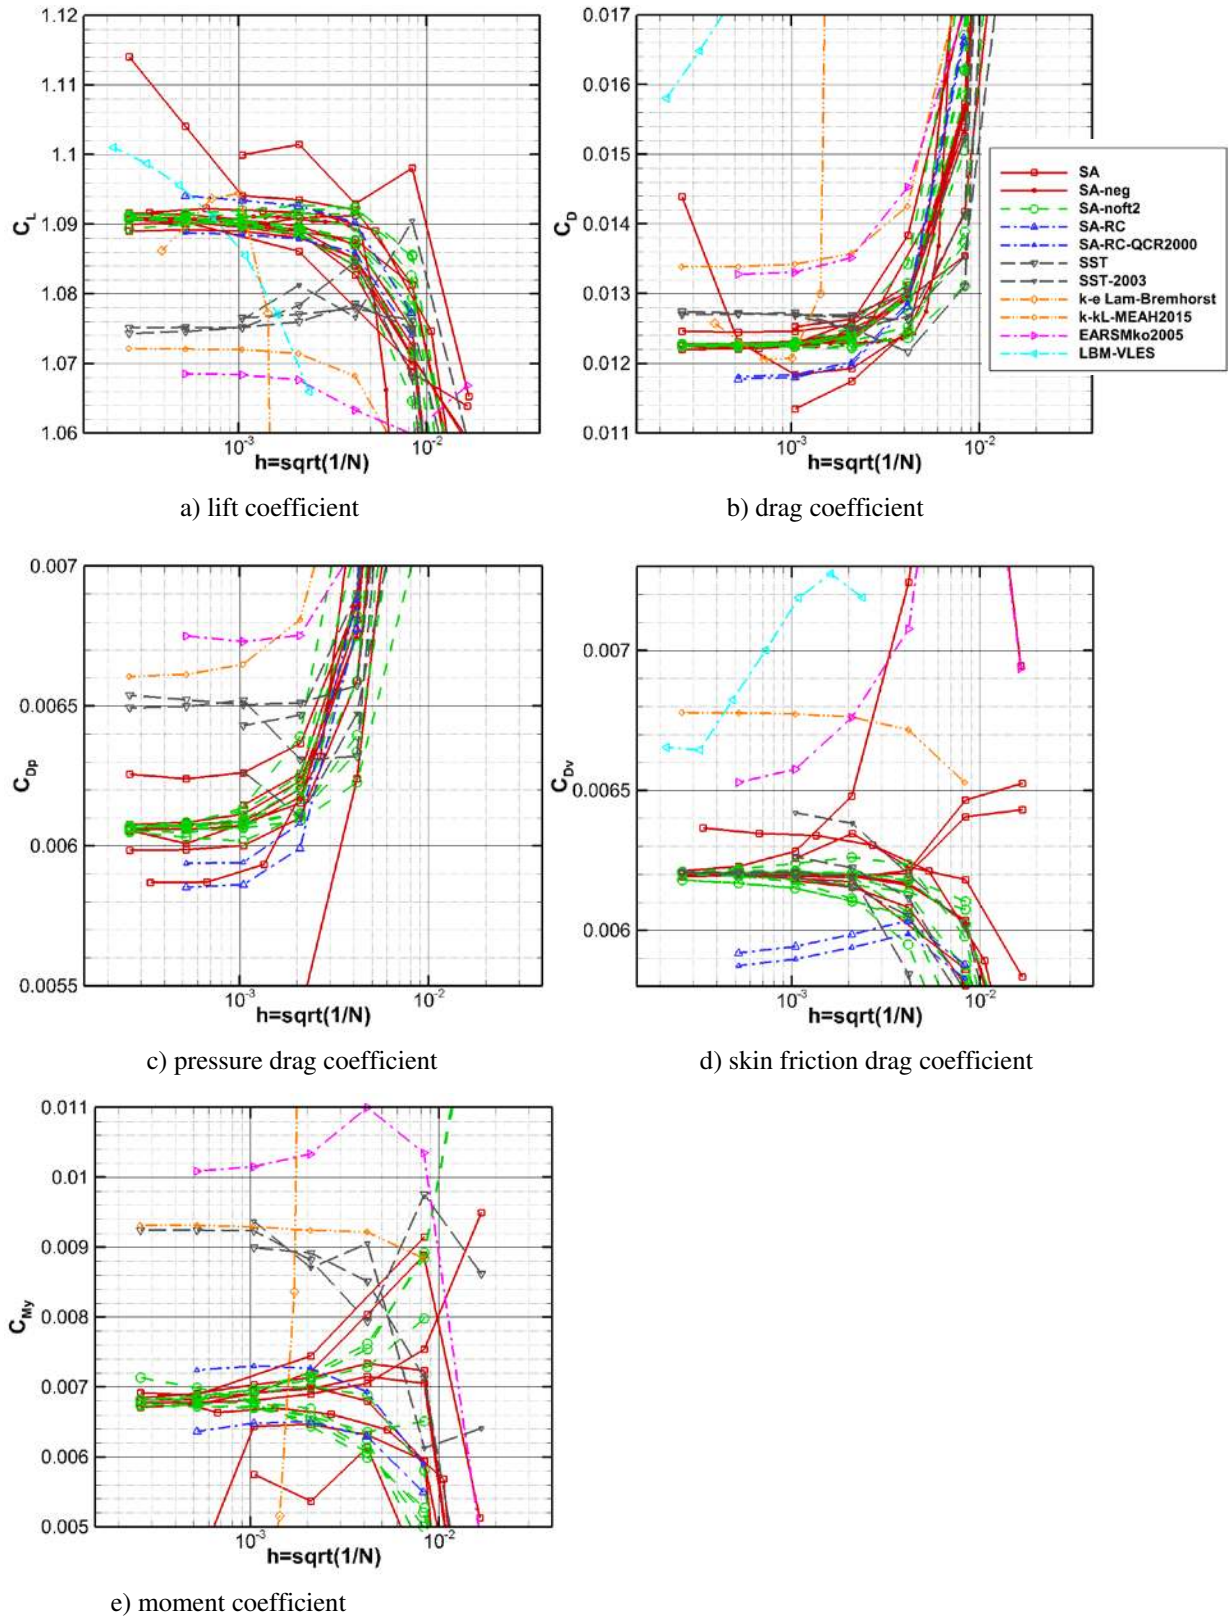 1.12
1.11
1.1
1.09
1.08
1.07
1.06
C_L
10^-3
10^-2
h=sqrt(1/N)
a) lift coefficient
0.017
0.016
0.015
0.014
0.013
0.012
0.011
C_D
10^-3
10^-2
h=sqrt(1/N)
b) drag coefficient
SA
SA-neg
SA-noft2
SA-RC
SA-RC-QCR2000
SST
SST-2003
k-e Lam-Bremhorst
k-kL-MEAH2015
EARSMko2005
LBM-VLES
0.007
0.0065
0.006
0.0055
C_Dp
10^-3
10^-2
h=sqrt(1/N)
c) pressure drag coefficient
0.007
0.0065
0.006
C_Dv
10^-3
10^-2
h=sqrt(1/N)
d) skin friction drag coefficient
0.011
0.01
0.009
0.008
0.007
0.006
0.005
C_My
10^-3
10^-2
h=sqrt(1/N)
e) moment coefficient